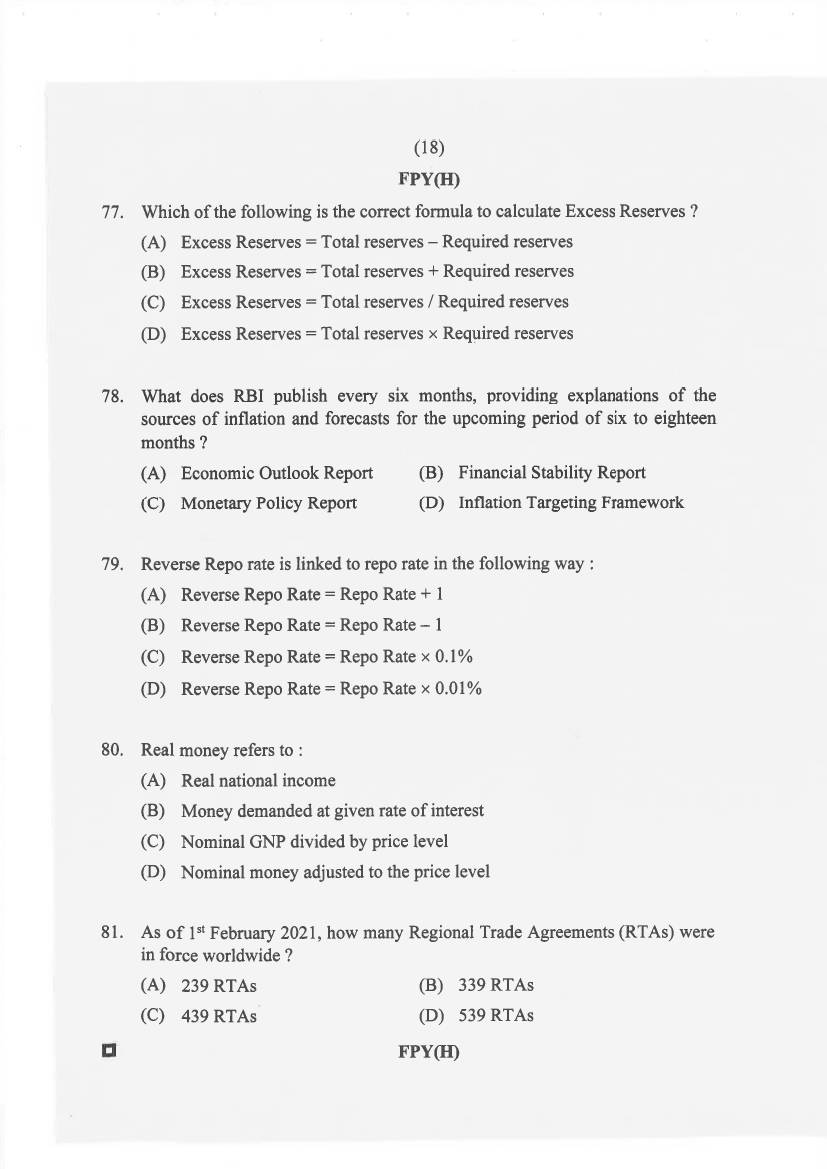 (18)
FPY(H)
77. Which of the following is the correct formula to calculate Excess Reserves ?
(A) Excess Reserves = Total reserves – Required reserves
(B) Excess Reserves = Total reserves + Required reserves
(C) Excess Reserves = Total reserves / Required reserves
(D) Excess Reserves = Total reserves × Required reserves
78. What does RBI publish every six months, providing explanations of the
sources of inflation and forecasts for the upcoming period of six to eighteen
months ?
(A) Economic Outlook Report (B) Financial Stability Report
(C) Monetary Policy Report (D) Inflation Targeting Framework
79. Reverse Repo rate is linked to repo rate in the following way :
(A) Reverse Repo Rate = Repo Rate + 1
(B) Reverse Repo Rate = Repo Rate – 1
(C) Reverse Repo Rate = Repo Rate × 0.1%
(D) Reverse Repo Rate = Repo Rate × 0.01%
80. Real money refers to :
(A) Real national income
(B) Money demanded at given rate of interest
(C) Nominal GNP divided by price level
(D) Nominal money adjusted to the price level
81. As of 1st February 2021, how many Regional Trade Agreements (RTAs) were
in force worldwide ?
(A) 239 RTAs (B) 339 RTAs
(C) 439 RTAs (D) 539 RTAs
FPY(H)